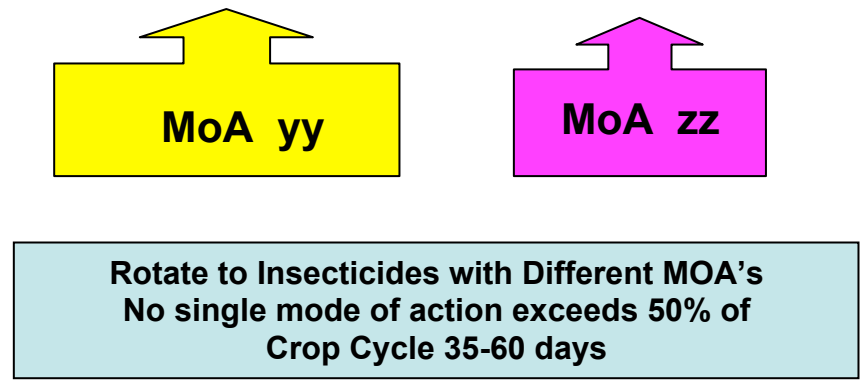 MoA yy
MoA zz
Rotate to Insecticides with Different MOA's
No single mode of action exceeds 50% of
Crop Cycle 35-60 days